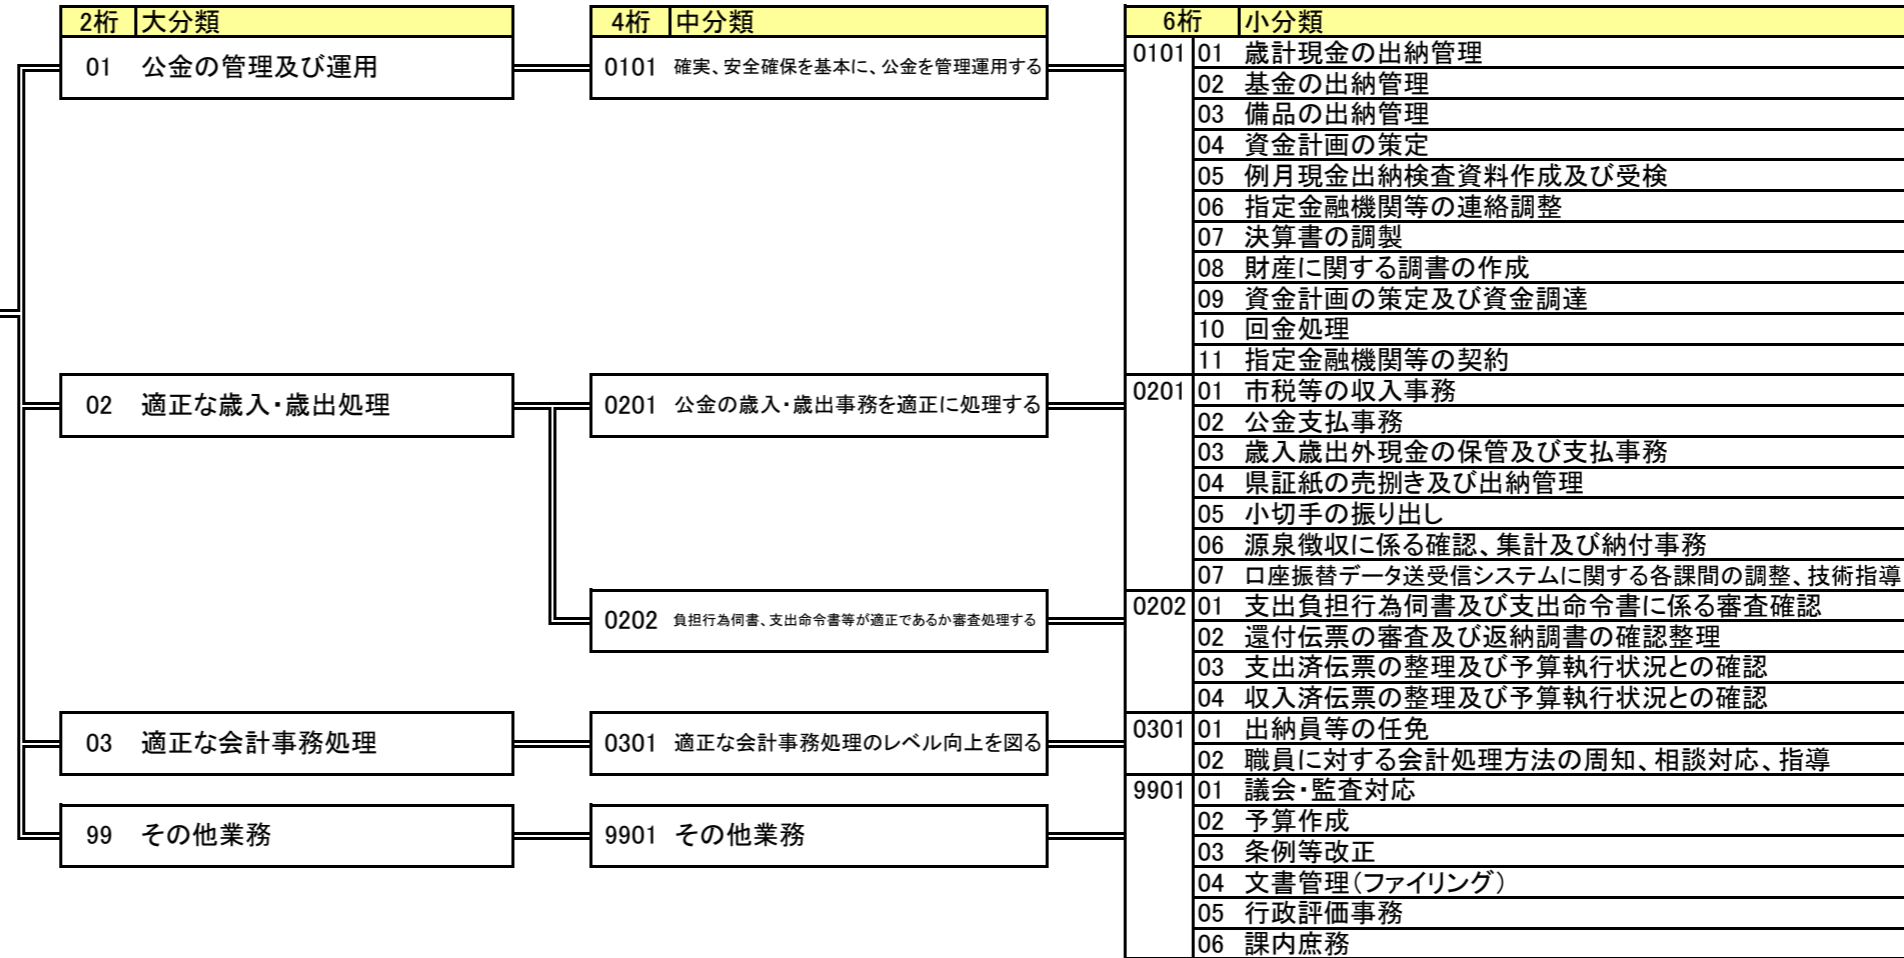 2桁 大分類 4桁 中分類 6桁 小分類
01 公金の管理及び運用 0101 確実、安全確保を基本に、公金を管理運用する 0101 01 歳計現金の出納管理
02 基金の出納管理
03 備品の出納管理
04 資金計画の策定
05 例月現金出納検査資料作成及び受検
06 指定金融機関等の連絡調整
07 決算書の調製
08 財産に関する調書の作成
09 資金計画の策定及び資金調達
10 回金処理
11 指定金融機関等の契約
02 適正な歳入・歳出処理 0201 公金の歳入・歳出事務を適正に処理する 0201 01 市税等の収入事務
02 公金支払事務
03 歳入歳出外現金の保管及び支払事務
04 県証紙の売捌き及び出納管理
05 小切手の振り出し
06 源泉徴収に係る確認、集計及び納付事務
07 口座振替データ送受信システムに関する各課間の調整、技術指導
0202 負担行為伺書、支出命令書等が適正であるか審査処理する 0202 01 支出負担行為伺書及び支出命令書に係る審査確認
02 還付伝票の審査及び返納調書の確認整理
03 支出済伝票の整理及び予算執行状況との確認
04 収入済伝票の整理及び予算執行状況との確認
03 適正な会計事務処理 0301 適正な会計事務処理のレベル向上を図る 0301 01 出納員等の任免
02 職員に対する会計処理方法の周知、相談対応、指導
99 その他業務 9901 その他業務 9901 01 議会・監査対応
02 予算作成
03 条例等改正
04 文書管理(ファイリング)
05 行政評価事務
06 課内庶務